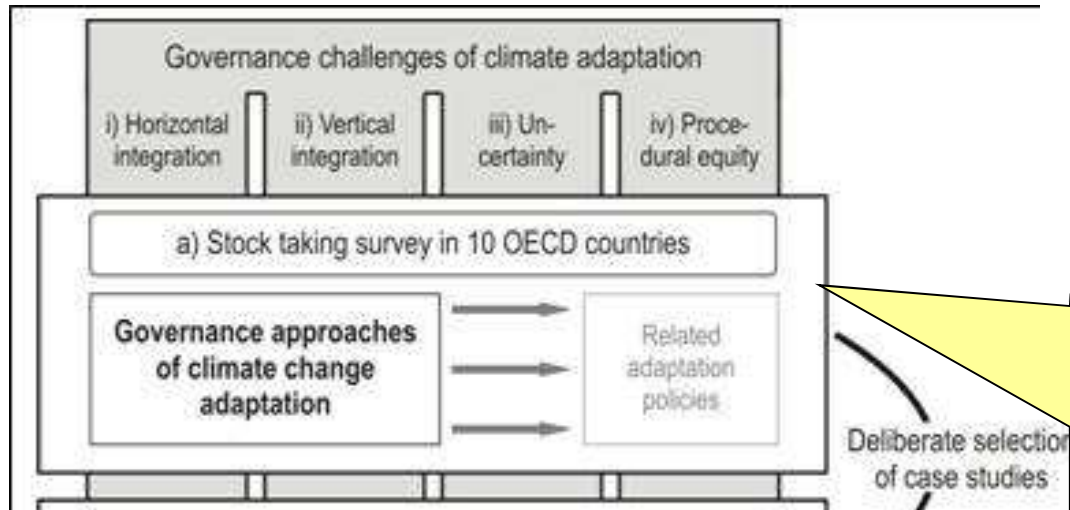 Governance challenges of climate adaptation
i) Horizontal
integration
ii) Vertical
integration
iii) Un-
certainty
iv) Proce-
dural equity
a) Stock taking survey in 10 OECD countries
Governance approaches
of climate change
adaptation
Related
adaptation
policies
Deliberate selection
of case studies